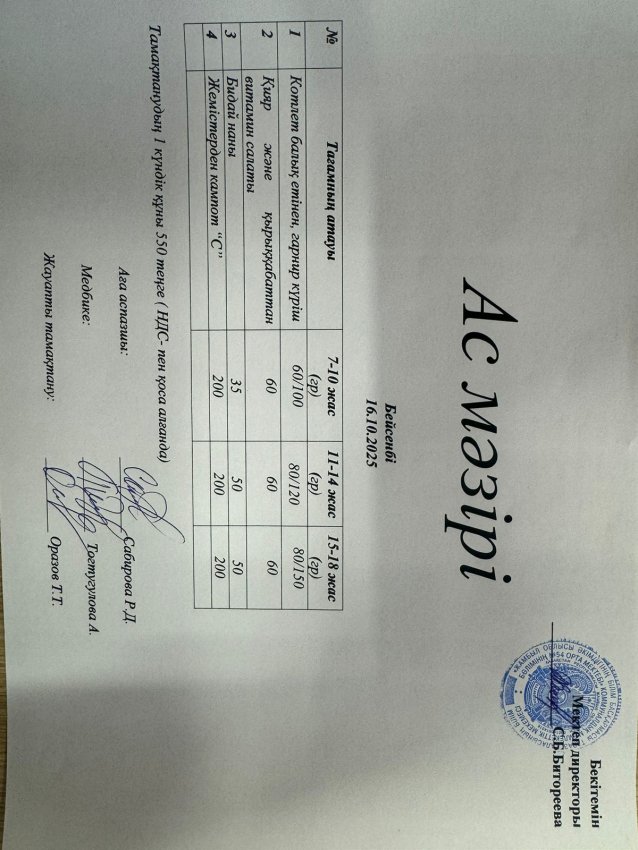 Бекітемін
Мектеп директоры
С.Б.Битореева
Ас мәзірі
Бейсенбі
16.10.2025
№ Тағамның атауы 7-10 жас (гр) 11-14 жас (гр) 15-18 жас (гр)
1 Котлет балық етінен, гарнир күріш 60/100 80/120 80/150
2 Қияр және қырыққабаттан витамин салаты 60 60 60
3 Бидай наны 35 50 50
4 Жемістерден кампот “С” 200 200 200
Тамақтанудың 1 күндік құны 550 теңге ( НДС- пен қоса алғанда)
Аға аспазшы: Сабирова Р.Д.
Медбике: Тоғтугулова А.
Жауапты тамақтану: Оразов Т.Т.